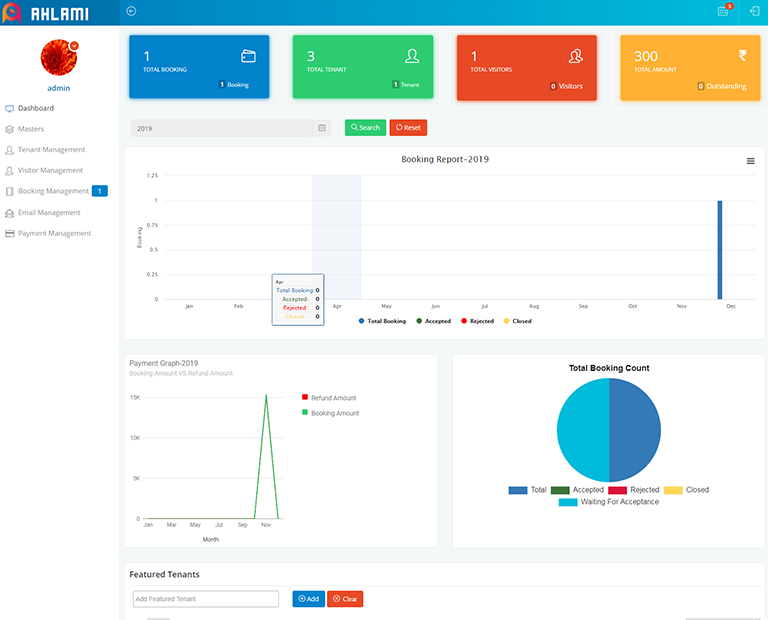 AHLAMI
3
admin
Dashboard
Masters
Tenant Management
Visitor Management
Booking Management 1
Email Management
Payment Management
1
TOTAL BOOKING
1 Booking
3
TOTAL TENANT
1 Tenant
1
TOTAL VISITORS
0 Visitors
300
TOTAL AMOUNT
₹
0 Outstanding
2019
Search
Reset
Booking Report-2019
Booking
1.25
1
0.75
0.5
0.25
0
Jan Feb Apr May Jun Jul Aug Sep Oct Nov Dec
Apr
Total Booking 0
Accepted 0
Rejected 0
Closed 0
Total Booking Accepted Rejected Closed
Payment Graph-2019
Booking Amount VS Refund Amount
15K
10K
5K
0
Jan Mar May Jul Sep Nov
Month
Refund Amount
Booking Amount
Total Booking Count
Total Accepted Rejected Closed
Waiting For Acceptance
Featured Tenants
Add Featured Tenant
Add
Clear